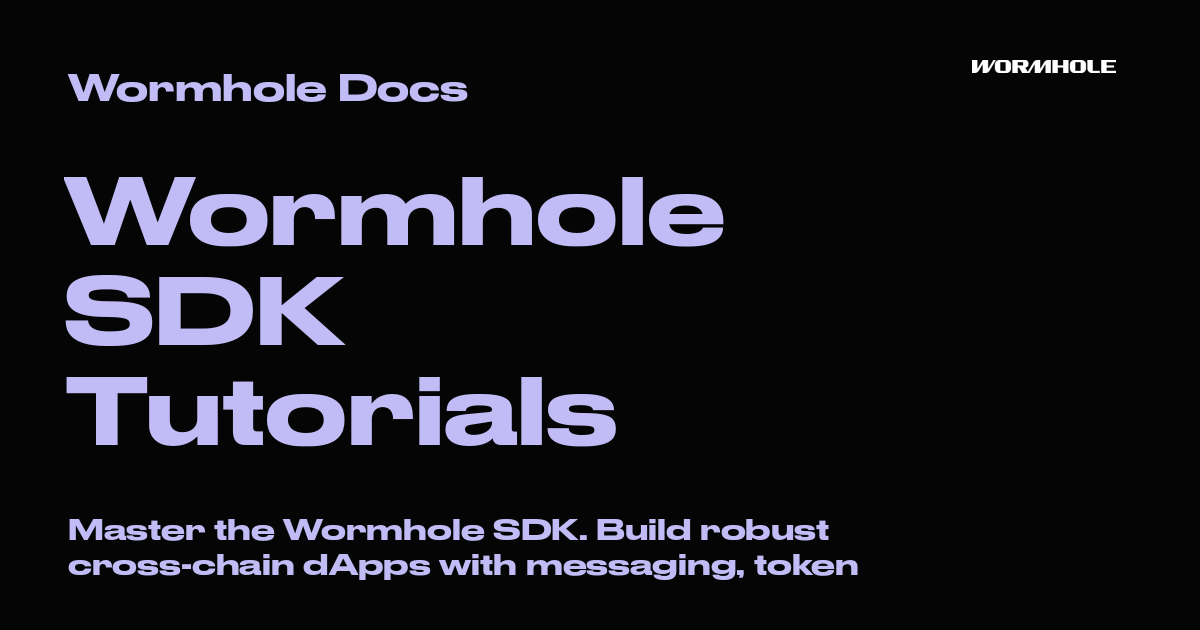 Wormhole Docs
WORMHOLE
Wormhole
SDK
Tutorials
Master the Wormhole SDK. Build robust
cross-chain dApps with messaging, token